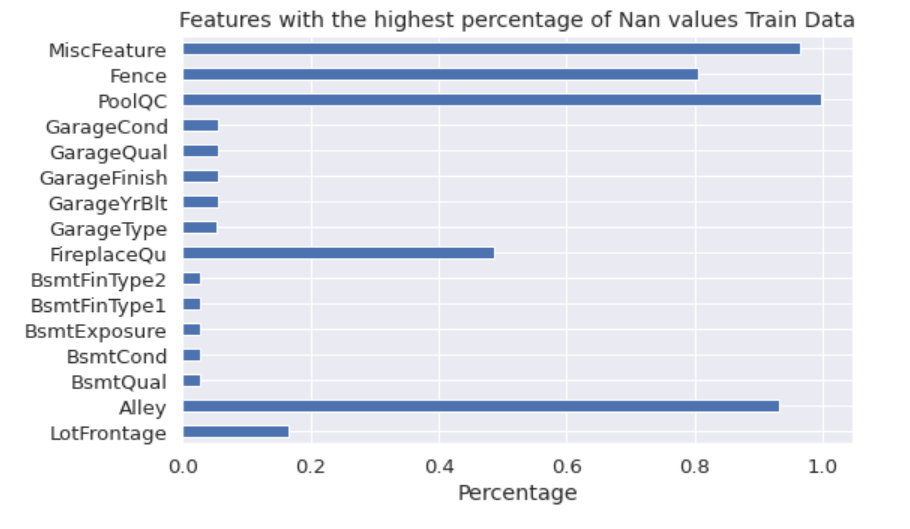 Features with the highest percentage of Nan values Train Data
MiscFeature
Fence
PoolQC
GarageCond
GarageQual
GarageFinish
GarageYrBlt
GarageType
FireplaceQu
BsmtFinType2
BsmtFinType1
BsmtExposure
BsmtCond
BsmtQual
Alley
LotFrontage
0.0 0.2 0.4 0.6 0.8 1.0
Percentage